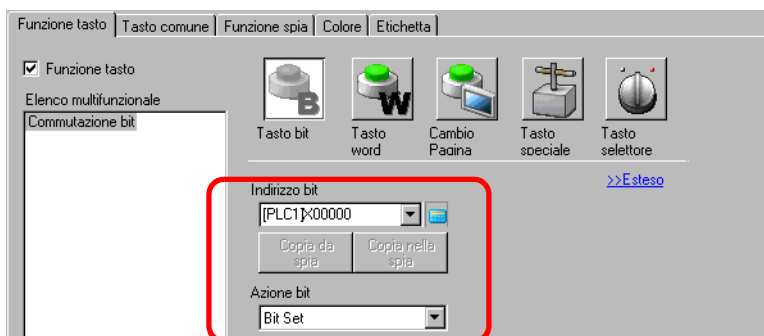 Funzione tasto Tasto comune Funzione spia Colore Etichetta
Funzione tasto
Elenco multifunzionale
Commutazione bit
B
W
Tasto bit
Tasto word
Cambio Pagina
Tasto speciale
Tasto selettore
>>Esteso
Indirizzo bit
[PLC1]X00000
Copia da spia
Copia nella spia
Azione bit
Bit Set